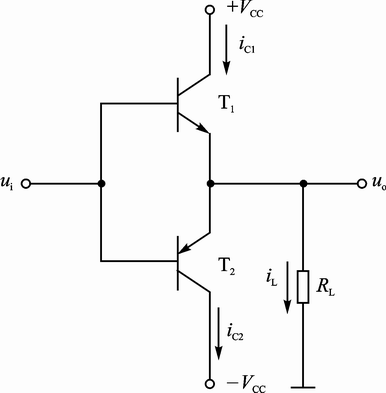 +V_CC
i_C1
T_1
u_i
u_o
T_2
i_L
R_L
i_C2
−V_CC